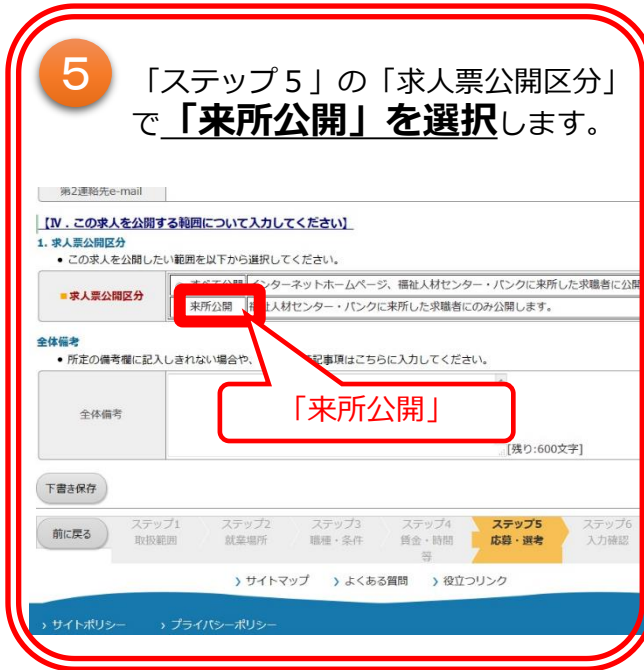 5
「ステップ５」の「求人票公開区分」
で「来所公開」を選択します。
第2連絡先e-mail
【Ⅳ．この求人を公開する範囲について入力してください】
1. 求人票公開区分
• この求人を公開したい範囲を以下から選択してください。
■求人票公開区分
インターネットホームページ、福祉人材センター・バンクに来所した求職者に公開
来所公開 福祉人材センター・バンクに来所した求職者にのみ公開します。
全体備考
• 所定の備考欄に記入しきれない場合や、 記事項はこちらに入力してください。
全体備考
「来所公開」
[残り:600文字]
下書き保存
前に戻る
ステップ1 ステップ2 ステップ3 ステップ4 ステップ5 ステップ6
取扱範囲 就業場所 職種・条件 賃金・時間 応募・選考 入力確認
等
› サイトマップ › よくある質問 › 役立つリンク
› サイトポリシー › プライバシーポリシー